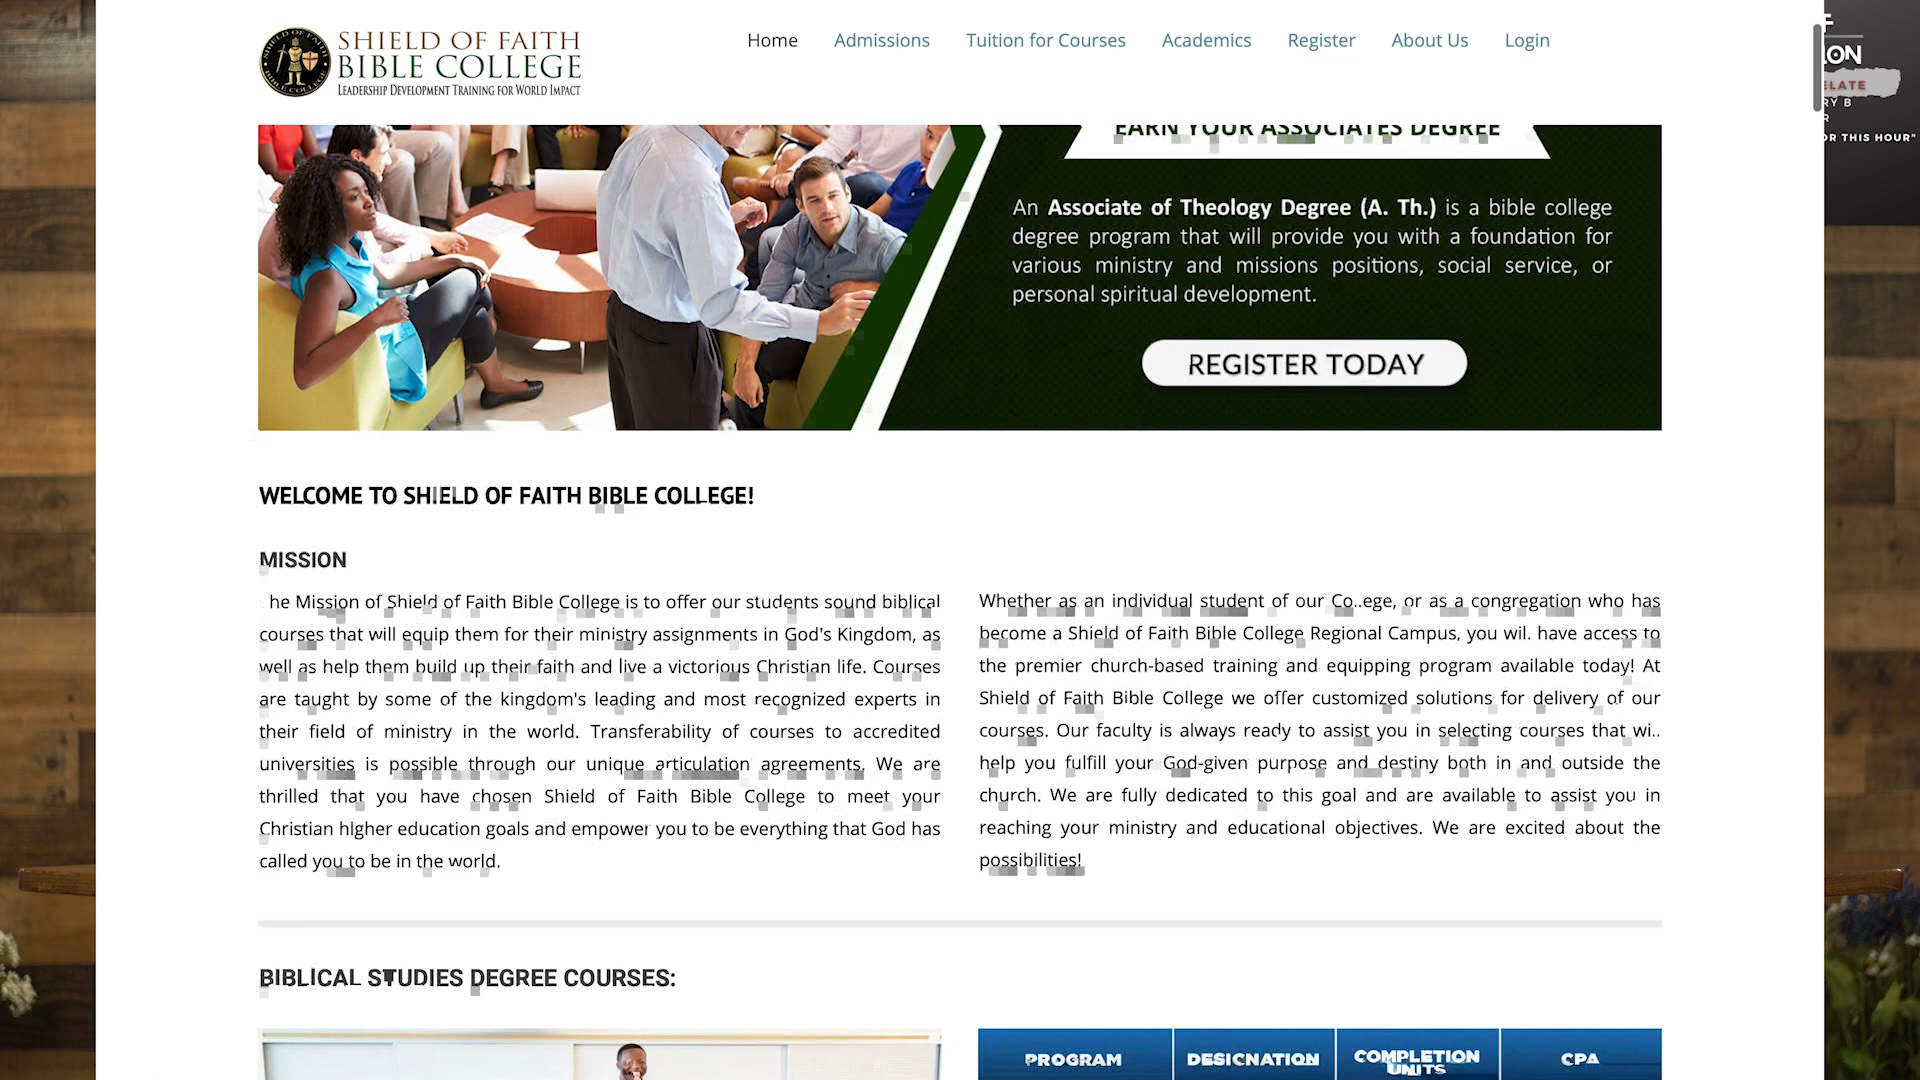 SHIELD OF FAITH
BIBLE COLLEGE
LEADERSHIP DEVELOPMENT TRAINING FOR WORLD IMPACT
Home Admissions Tuition for Courses Academics Register About Us Login
EARN YOUR ASSOCIATES DEGREE
An Associate of Theology Degree (A. Th.) is a bible college
degree program that will provide you with a foundation for
various ministry and missions positions, social service, or
personal spiritual development.
REGISTER TODAY
WELCOME TO SHIELD OF FAITH BIBLE COLLEGE!
MISSION
he Mission of Shield of Faith Bible College is to offer our students sound biblical
courses that will equip them for their ministry assignments in God's Kingdom, as
well as help them build up their faith and live a victorious Christian life. Courses
are taught by some of the kingdom's leading and most recognized experts in
their field of ministry in the world. Transferability of courses to accredited
universities is possible through our unique articulation agreements. We are
thrilled that you have chosen Shield of Faith Bible College to meet your
Christian higher education goals and empower you to be everything that God has
called you to be in the world.
Whether as an individual student of our College, or as a congregation who has
become a Shield of Faith Bible College Regional Campus, you will have access to
the premier church-based training and equipping program available today! At
Shield of Faith Bible College we offer customized solutions for delivery of our
courses. Our faculty is always ready to assist you in selecting courses that will
help you fulfill your God-given purpose and destiny both in and outside the
church. We are fully dedicated to this goal and are available to assist you in
reaching your ministry and educational objectives. We are excited about the
possibilities!
BIBLICAL STUDIES DEGREE COURSES:
PROGRAM DESIGNATION COMPLETION UNITS CPA
ION
ELATE
RY B
R
OR THIS HOUR"